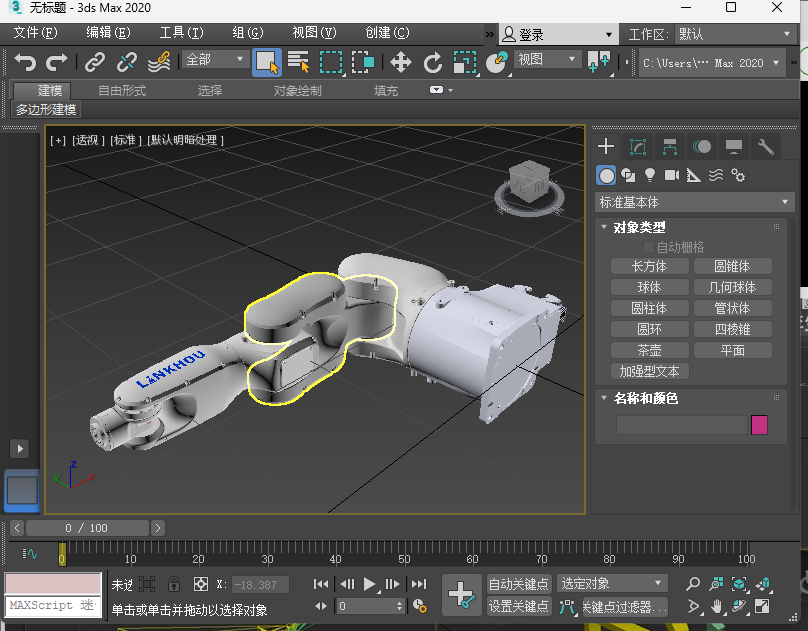 3 无标题 - 3ds Max 2020
文件(F) 编辑(E) 工具(T) 组(G) 视图(V) 创建(C) » 登录 工作区: 默认
全部 视图 C:\Users\··· Max 2020
建模 自由形式 选择 对象绘制 填充
多边形建模
[+] [透视] [标准] [默认明暗处理]
标准基本体
对象类型
自动栅格
长方体 圆锥体
球体 几何球体
圆柱体 管状体
圆环 四棱锥
茶壶 平面
加强型文本
名称和颜色
LINKHOU
z
y x
< 0 / 100 >
0 10 20 30 40 50 60 70 80 90 100
未选 X: -18.387 自动关键点 选定对象
MAXScript 迷 单击或单击并拖动以选择对象 0 设置关键点 关键点过滤器...